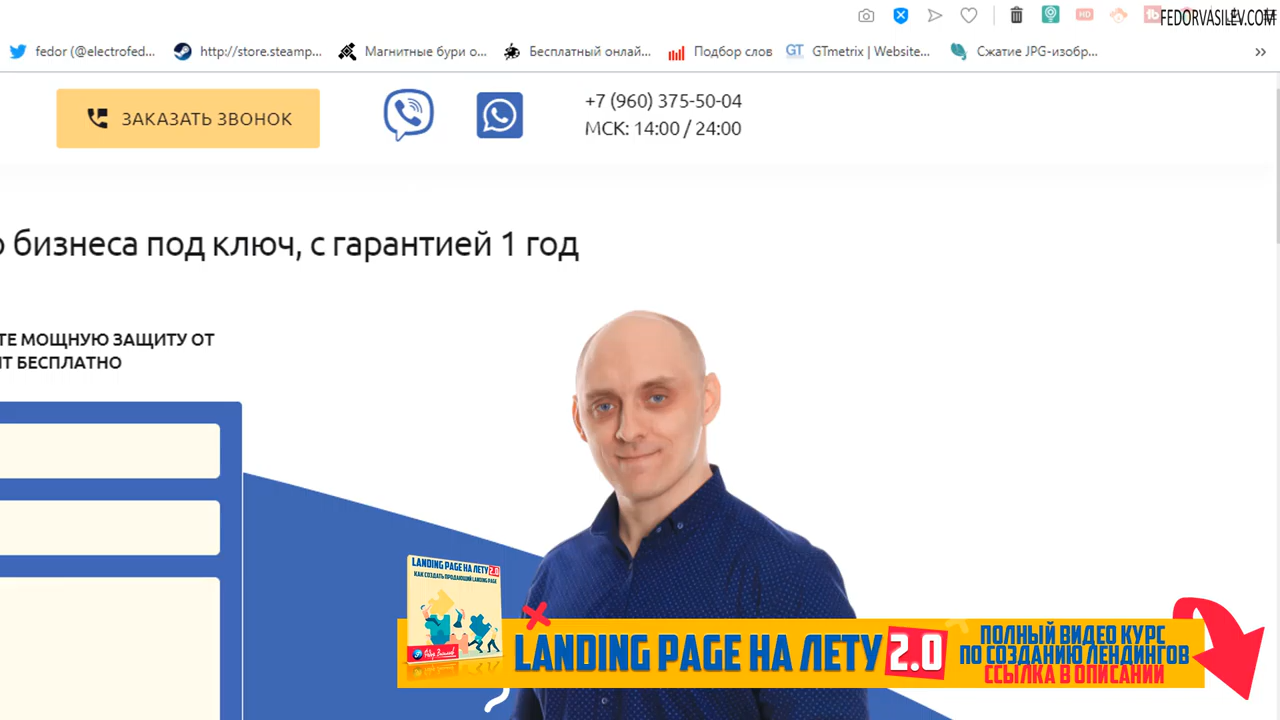 FEDORVASILEV.COM
fedor (@electrofed...
http://store.steamp...
Магнитные бури о...
Бесплатный онлай...
Подбор слов
GT
GTmetrix | Website...
Сжатие JPG-изобр...
»
ЗАКАЗАТЬ ЗВОНОК
+7 (960) 375-50-04
МСК: 14:00 / 24:00
бизнеса под ключ, с гарантией 1 год
ТЕ МОЩНУЮ ЗАЩИТУ ОТ
ИТ БЕСПЛАТНО
LANDING PAGE НА ЛЕТУ 2.0
КАК СОЗДАТЬ ПРОДАЮЩИЙ LANDING PAGE
LANDING PAGE НА ЛЕТУ 2.0
ПОЛНЫЙ ВИДЕО КУРС
ПО СОЗДАНИЮ ЛЕНДИНГОВ
ССЫЛКА В ОПИСАНИИ